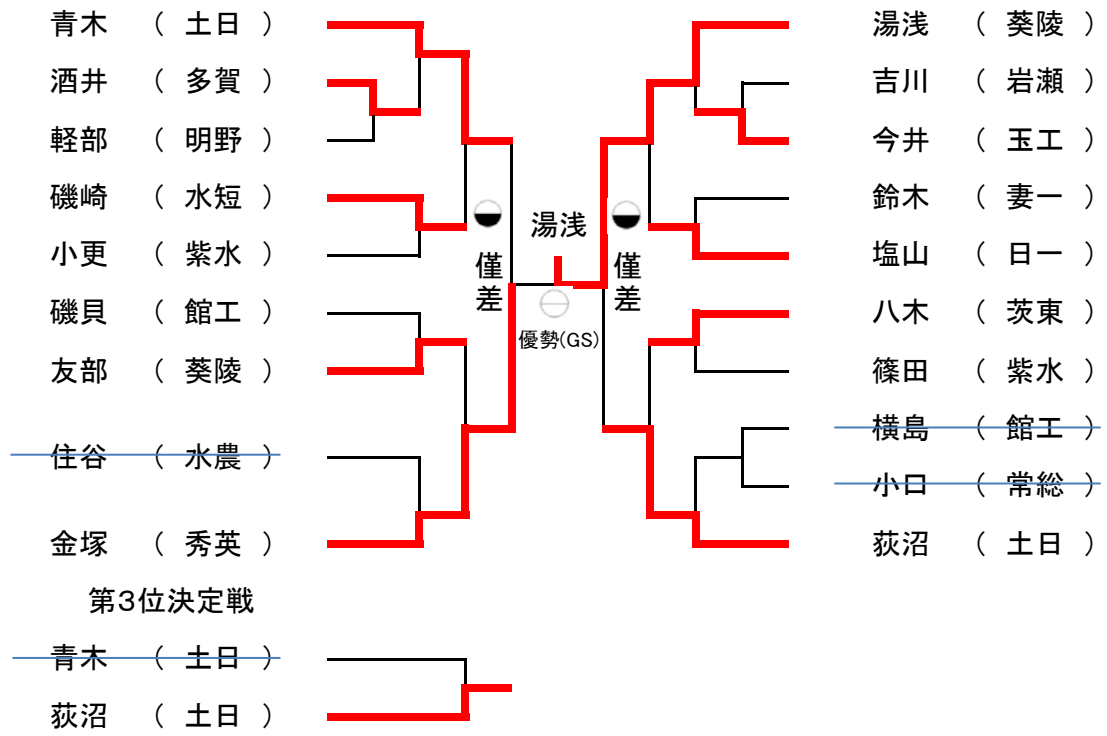 青木 （ 土日 ）
酒井 （ 多賀 ）
軽部 （ 明野 ）
磯崎 （ 水短 ）
小更 （ 紫水 ）
磯貝 （ 館工 ）
友部 （ 葵陵 ）
住谷 （ 水農 ）
金塚 （ 秀英 ）
湯浅
僅差
僅差
優勢(GS)
湯浅 （ 葵陵 ）
吉川 （ 岩瀬 ）
今井 （ 玉工 ）
鈴木 （ 妻一 ）
塩山 （ 日一 ）
八木 （ 茨東 ）
篠田 （ 紫水 ）
横島 （ 館工 ）
小口 （ 常総 ）
荻沼 （ 土日 ）
第3位決定戦
青木 （ 土日 ）
荻沼 （ 土日 ）